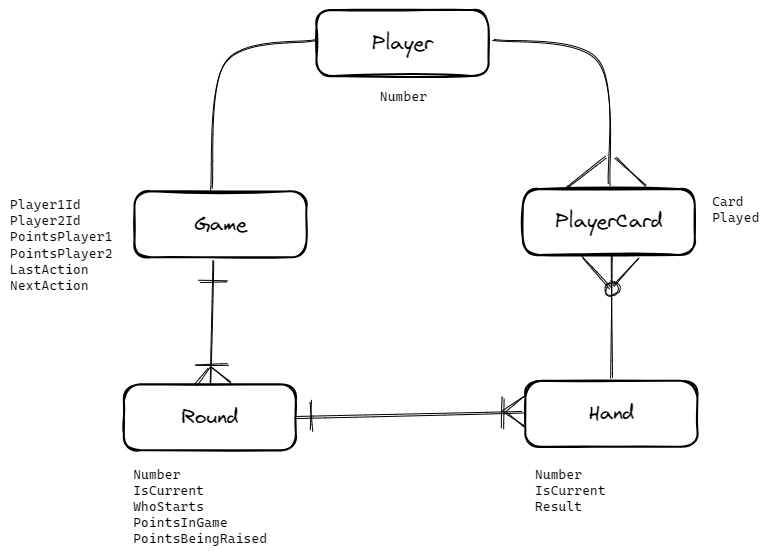 Player
Number
Player1Id
Player2Id
PointsPlayer1
PointsPlayer2
LastAction
NextAction
Game
PlayerCard
Card
Played
Round
Number
IsCurrent
WhoStarts
PointsInGame
PointsBeingRaised
Hand
Number
IsCurrent
Result